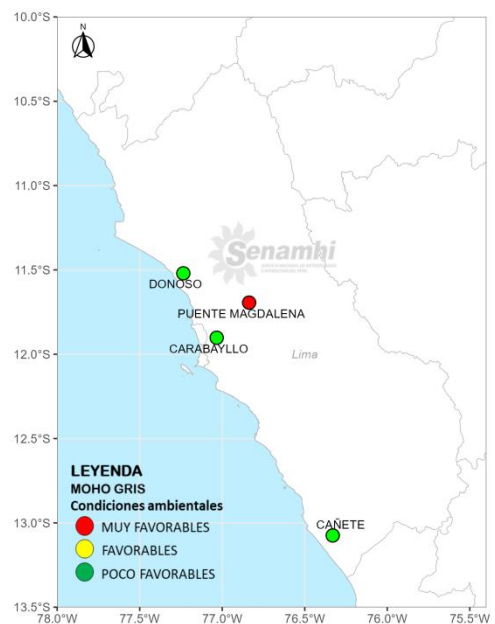 10.0°S
N
10.5°S
11.0°S
11.5°S
Senamhi
DONOSO
PUENTE MAGDALENA
CARABAYLLO
12.0°S
Lima
12.5°S
LEYENDA
MOHO GRIS
Condiciones ambientales
MUY FAVORABLES
FAVORABLES
POCO FAVORABLES
13.0°S
CAÑETE
13.5°S
78.0°W 77.5°W 77.0°W 76.5°W 76.0°W 75.5°W